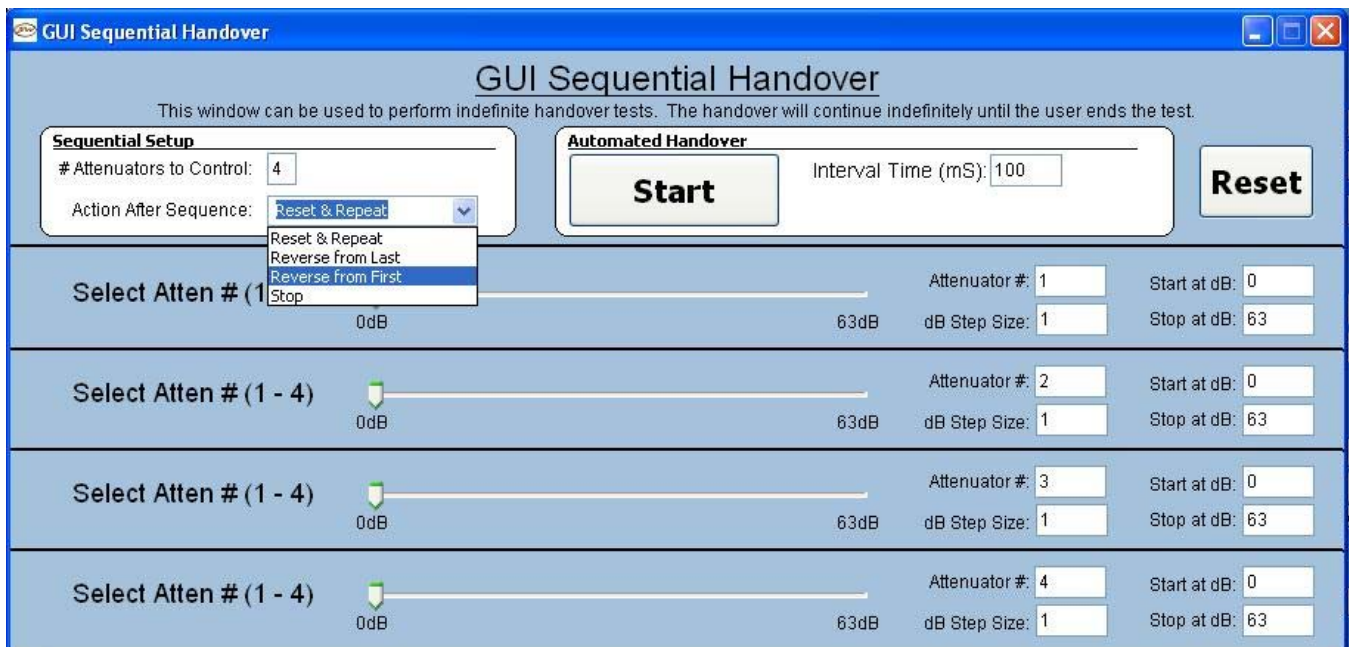 GUI Sequential Handover
GUI Sequential Handover
This window can be used to perform indefinite handover tests. The handover will continue indefinitely until the user ends the test.
Sequential Setup
# Attenuators to Control: 4
Action After Sequence: Reset & Repeat
Reset & Repeat
Reverse from Last
Reverse from First
Stop
Automated Handover
Start
Interval Time (mS): 100
Reset
Select Atten # (1
0dB
63dB
Attenuator #: 1
dB Step Size: 1
Start at dB: 0
Stop at dB: 63
Select Atten # (1 - 4)
0dB
63dB
Attenuator #: 2
dB Step Size: 1
Start at dB: 0
Stop at dB: 63
Select Atten # (1 - 4)
0dB
63dB
Attenuator #: 3
dB Step Size: 1
Start at dB: 0
Stop at dB: 63
Select Atten # (1 - 4)
0dB
63dB
Attenuator #: 4
dB Step Size: 1
Start at dB: 0
Stop at dB: 63